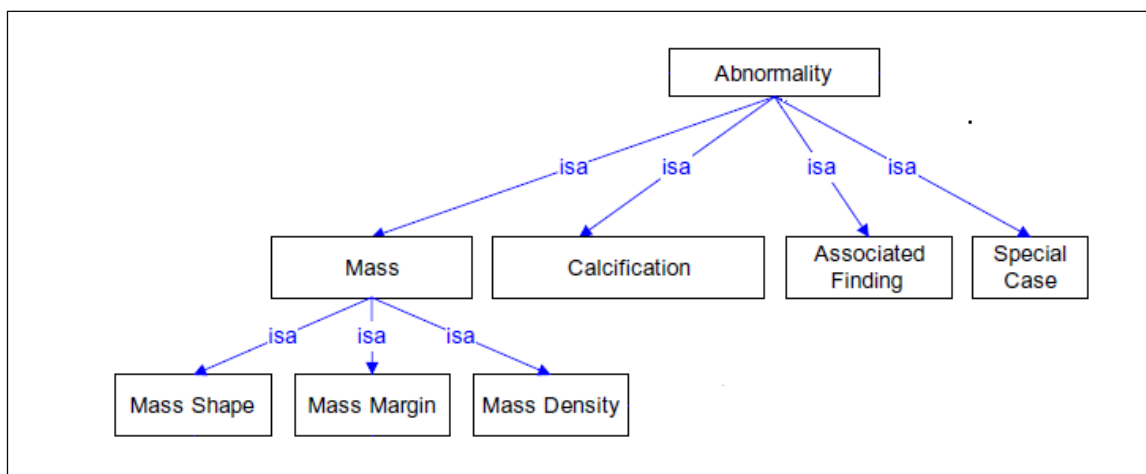 Abnormality
isa isa isa isa
Mass
Calcification
Associated
Finding
Special
Case
isa isa isa
Mass Shape
Mass Margin
Mass Density